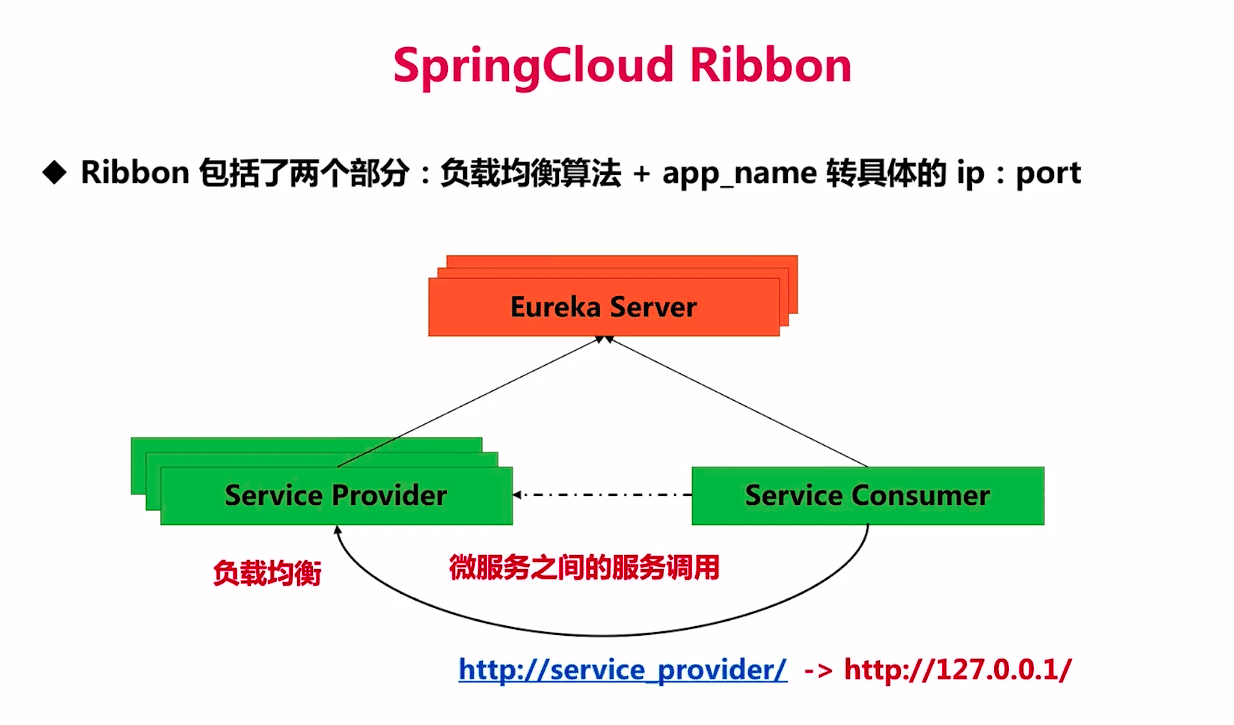 SpringCloud Ribbon
Ribbon 包括了两个部分：负载均衡算法 + app_name 转具体的 ip：port
Eureka Server
Service Provider
Service Consumer
负载均衡
微服务之间的服务调用
http://service_provider/ -> http://127.0.0.1/